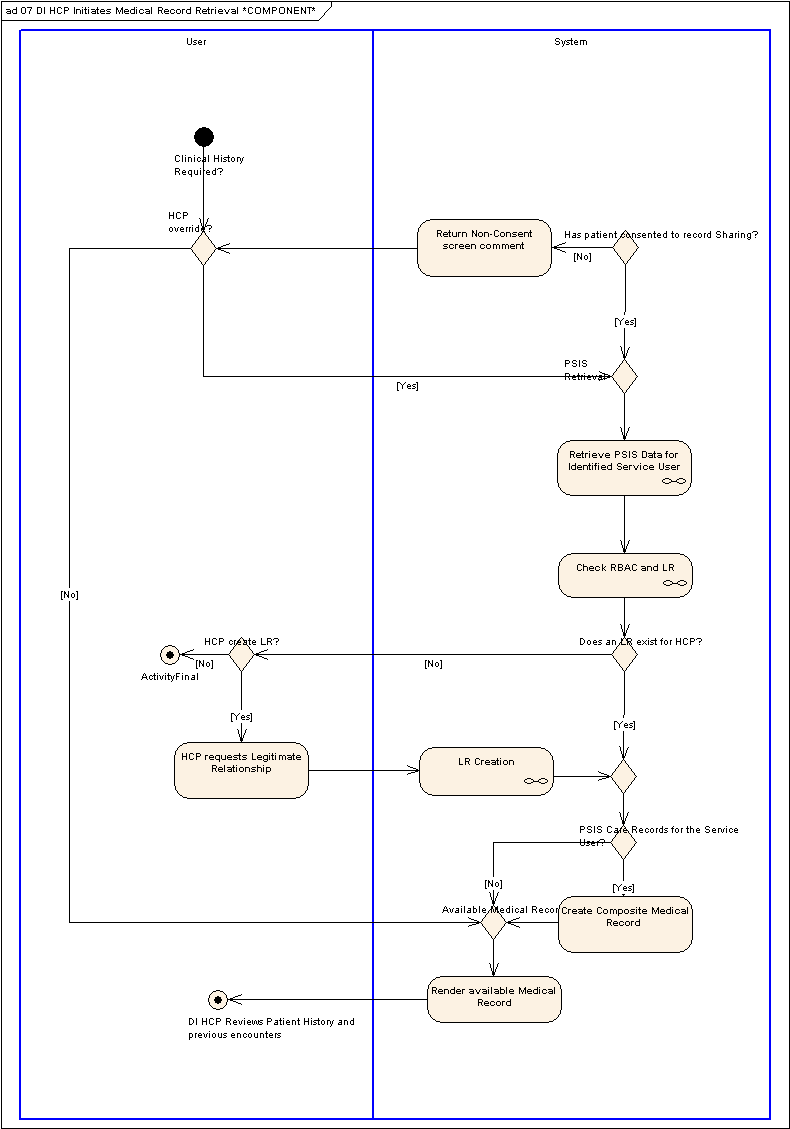 ad 07 DI HCP Initiates Medical Record Retrieval *COMPONENT*
User
System
Clinical History
Required?
HCP
override?
Return Non-Consent
screen comment
Has patient consented to record Sharing?
[No]
[Yes]
PSIS
Retrieval
[Yes]
Retrieve PSIS Data for
Identified Service User
Check RBAC and LR
[No]
HCP create LR?
Does an LR exist for HCP?
[No]
[No]
ActivityFinal
[Yes]
[Yes]
HCP requests Legitimate
Relationship
LR Creation
PSIS Care Records for the Service
User?
[No]
[Yes]
Available Medical Recor
Create Composite Medical
Record
Render available Medical
Record
DI HCP Reviews Patient History and
previous encounters